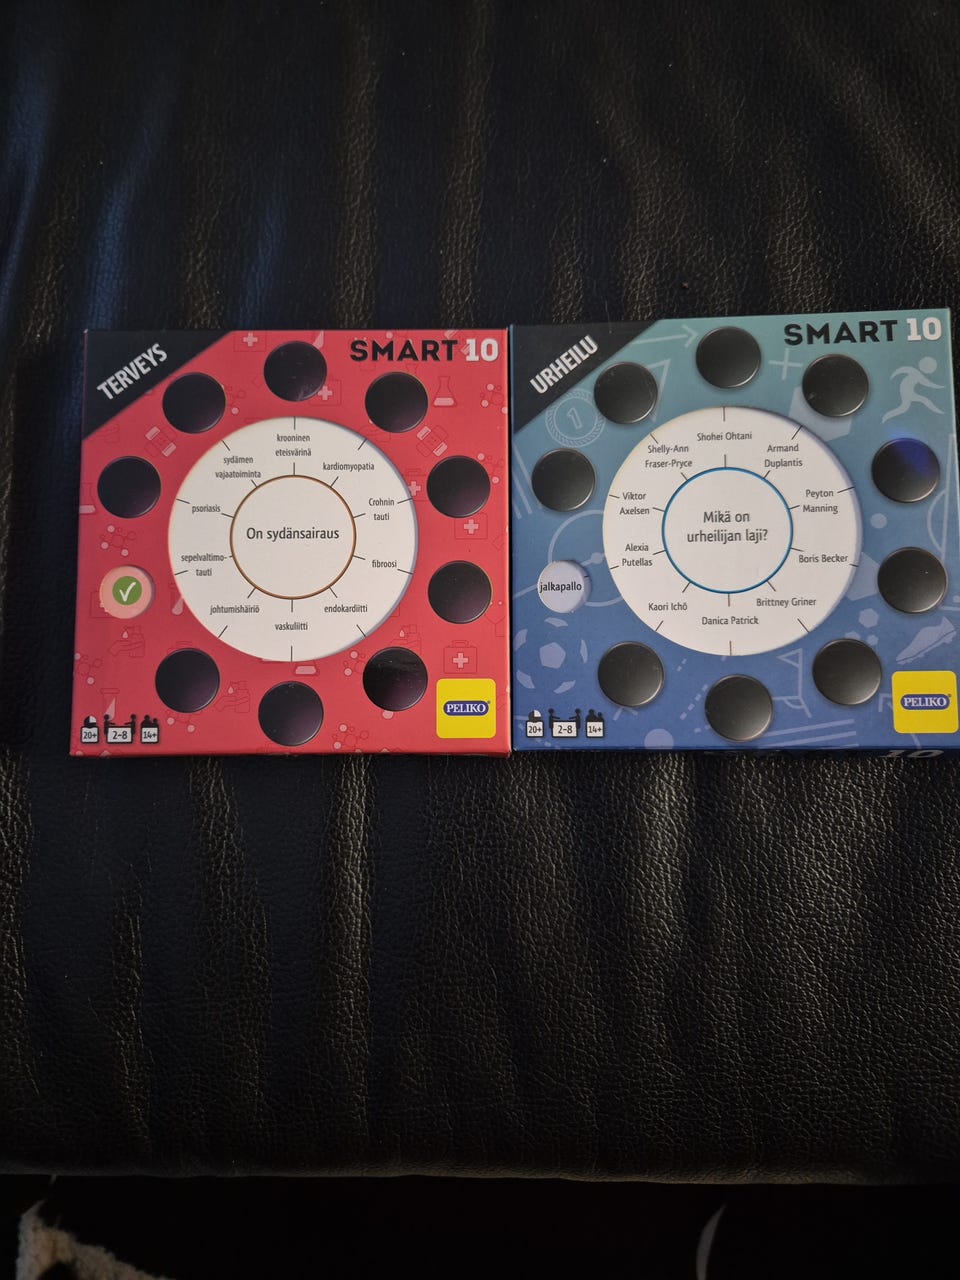 TERVEYS
SMART 10
krooninen
eteisvärinä
kardiomyopatia
Crohnin
tauti
fibroosi
endokardiitti
vaskuliitti
johtumishäiriö
sepelvaltimo-
tauti
psoriasis
sydämen
vajaatoiminta
On sydänsairaus
20+
2-8
14+
PELIKO
URHEILU
SMART 10
1
Shohei Ohtani
Armand
Duplantis
Peyton
Manning
Boris Becker
Brittney Griner
Danica Patrick
Kaori Ichō
Alexia
Putellas
Viktor
Axelsen
Shelly-Ann
Fraser-Pryce
Mikä on
urheilijan laji?
jalkapallo
20+
2-8
14+
PELIKO
10